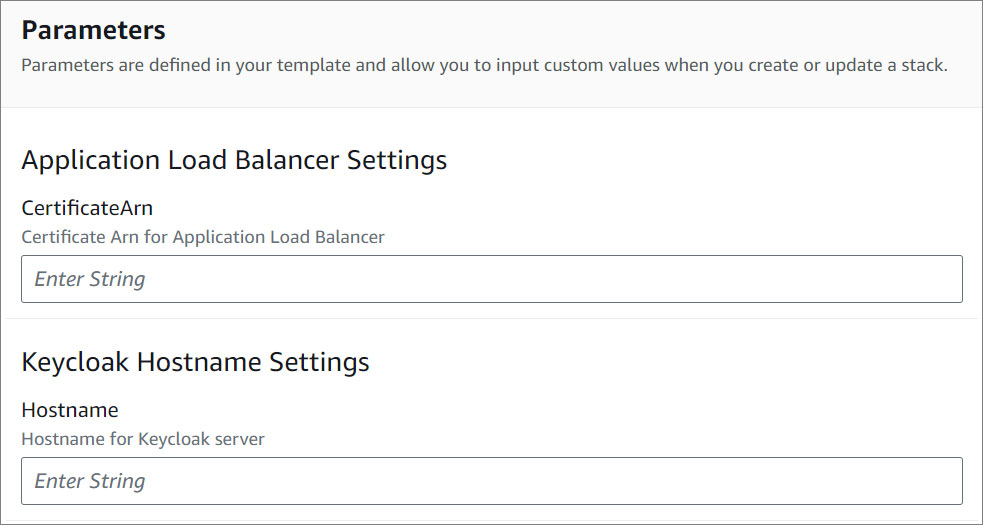 Parameters
Parameters are defined in your template and allow you to input custom values when you create or update a stack.
Application Load Balancer Settings
CertificateArn
Certificate Arn for Application Load Balancer
Enter String
Keycloak Hostname Settings
Hostname
Hostname for Keycloak server
Enter String